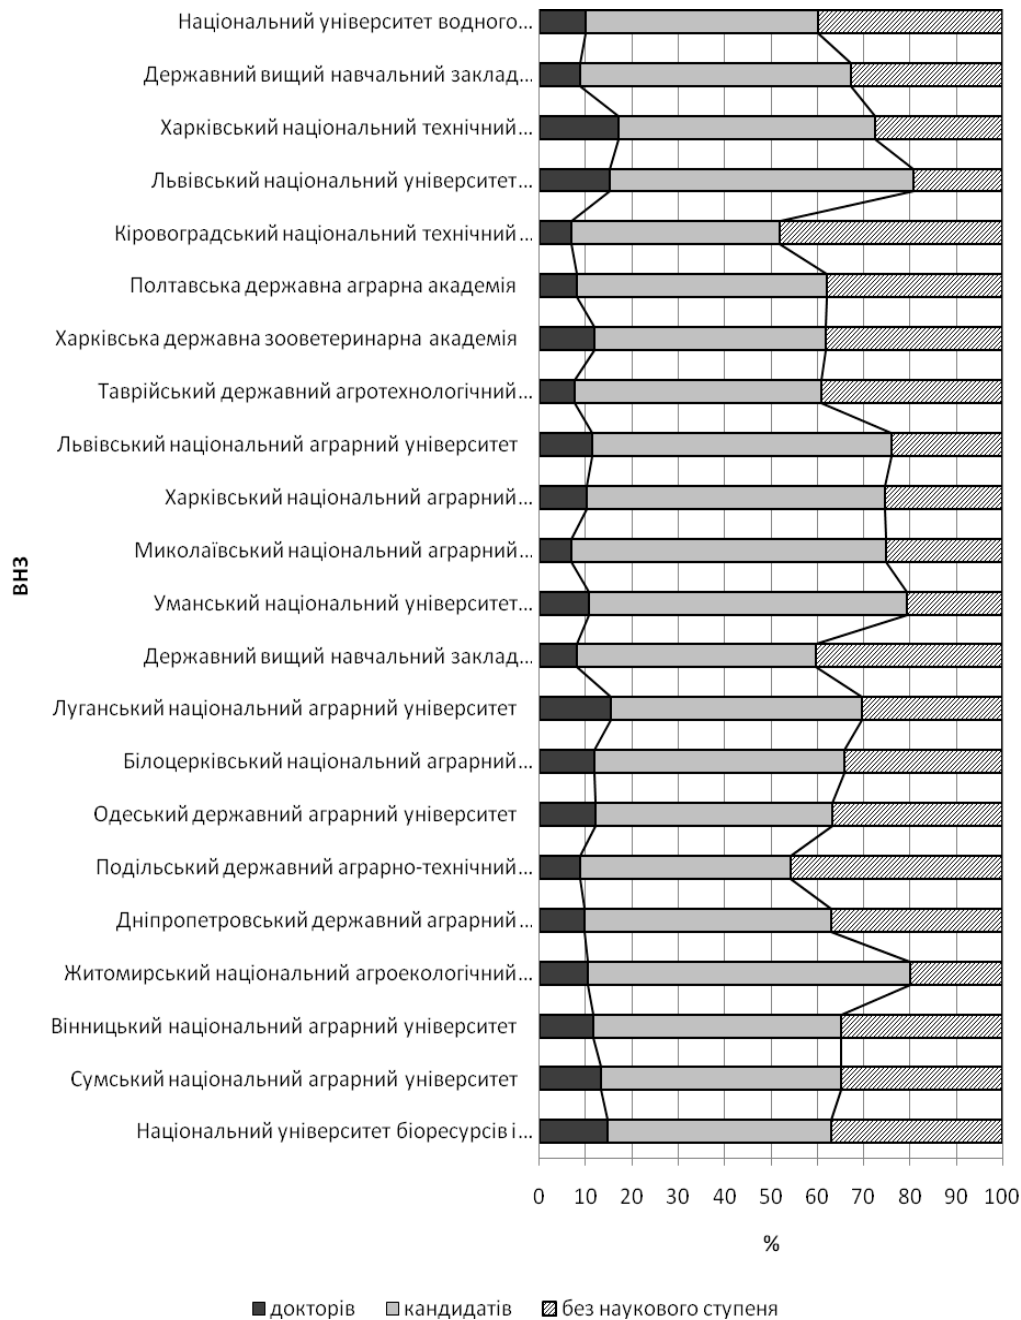 Національний університет водного...
Державний вищий навчальний заклад...
Харківський національний технічний...
Львівський національний університет...
Кіровоградський національний технічний...
Полтавська державна аграрна академія
Харківська державна зооветеринарна академія
Таврійський державний агротехнологічний...
Львівський національний аграрний університет
Харківський національний аграрний...
Миколаївський національний аграрний...
Уманський національний університет...
Державний вищий навчальний заклад...
Луганський національний аграрний університет
Білоцерківський національний аграрний...
Одеський державний аграрний університет
Подільський державний аграрно-технічний...
Дніпропетровський державний аграрний...
Житомирський національний агроекологічний...
Вінницький національний аграрний університет
Сумський національний аграрний університет
Національний університет біоресурсів і...
ВНЗ
0 10 20 30 40 50 60 70 80 90 100
%
докторів кандидатів без наукового ступеня